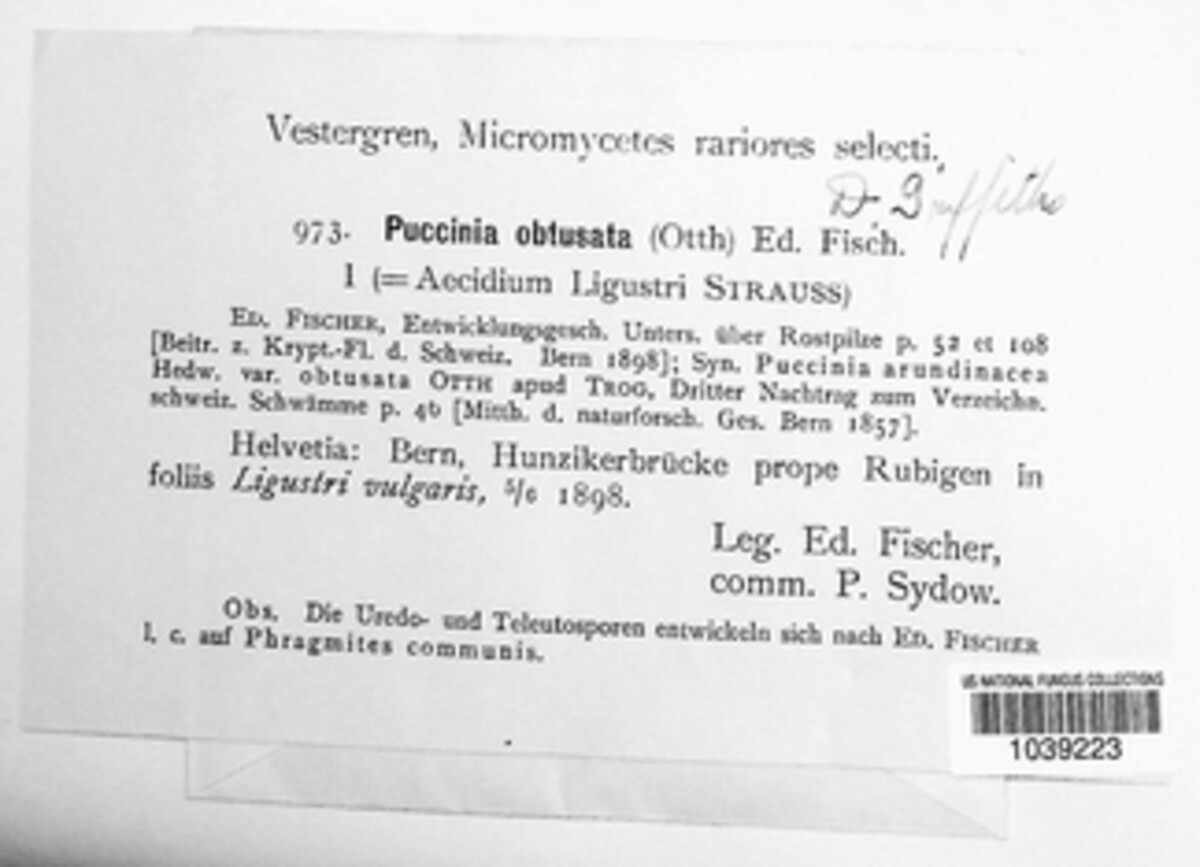 Vestergren, Micromycetes rariores selecti.
D. Griffiths
973. Puccinia obtusata (Otth) Ed. Fisch.
I (= Aecidium Ligustri STRAUSS)
ED. FISCHER, Entwicklungsgesch. Unters. über Rostpilze p. 52 et 108
[Beitr. z. Krypt.-Fl. d. Schweiz. Bern 1898]; Syn. Puccinia arundinacea
Hedw. var. obtusata OTTH apud TROG, Dritter Nachtrag zum Verzeichn.
schweiz. Schwämme p. 46 [Mitth. d. naturforsch. Ges. Bern 1857].
Helvetia: Bern, Hunzikerbrücke prope Rubigen in
foliis Ligustri vulgaris, 5/6 1898.
Leg. Ed. Fischer,
comm. P. Sydow.
Obs. Die Uredo- und Teleutosporen entwickeln sich nach ED. FISCHER
l. c. auf Phragmites communis.
US NATIONAL FUNGUS COLLECTIONS
1039223